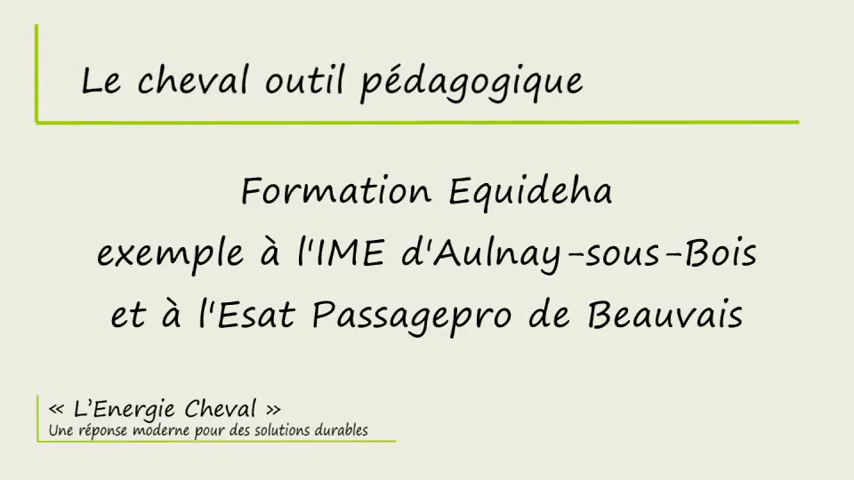 Le cheval outil pédagogique
Formation Equideha
exemple à l'IME d'Aulnay-sous-Bois
et à l'Esat Passagepro de Beauvais
« L’Energie Cheval »
Une réponse moderne pour des solutions durables